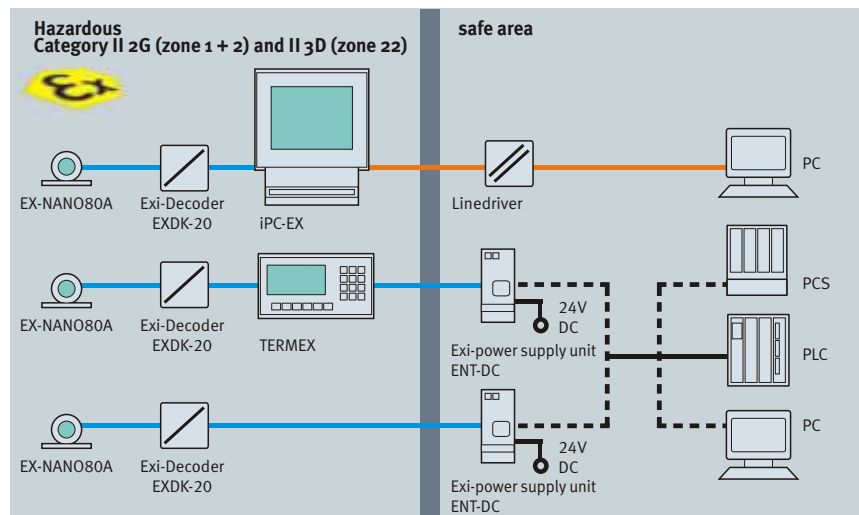 Hazardous
Category II 2G (zone 1 + 2) and II 3D (zone 22)
safe area
Ex
EX-NANO80A
Exi-Decoder
EXDK-20
iPC-EX
Linedriver
PC
EX-NANO80A
Exi-Decoder
EXDK-20
TERMEX
24V
DC
Exi-power supply unit
ENT-DC
PCS
PLC
EX-NANO80A
Exi-Decoder
EXDK-20
24V
DC
Exi-power supply unit
ENT-DC
PC